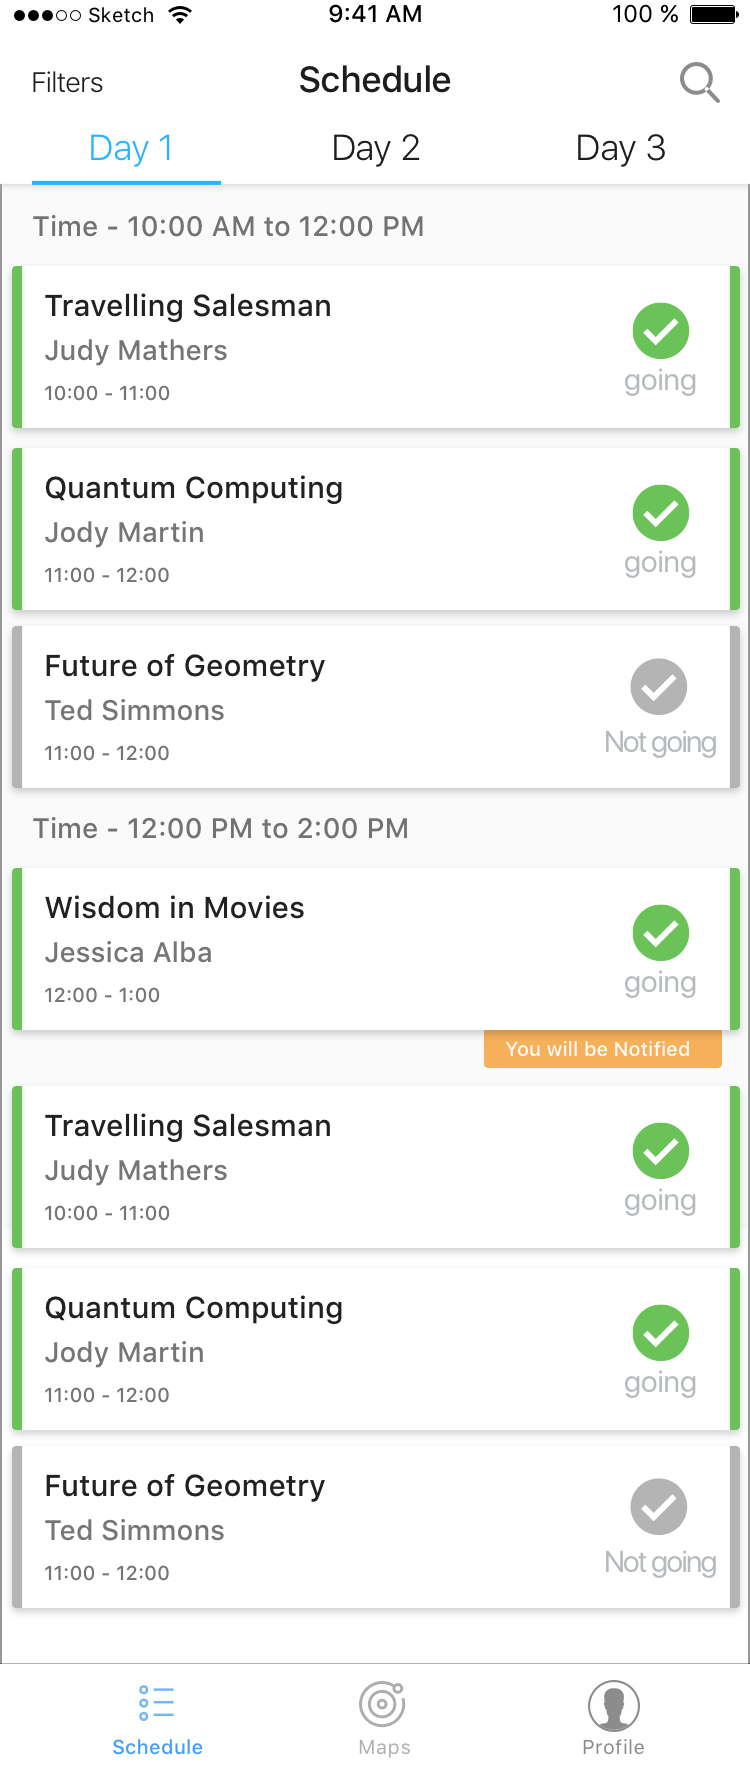 Sketch 9:41 AM 100 %
Filters Schedule
Day 1 Day 2 Day 3
Time - 10:00 AM to 12:00 PM
Travelling Salesman
Judy Mathers
10:00 - 11:00
going
Quantum Computing
Jody Martin
11:00 - 12:00
going
Future of Geometry
Ted Simmons
11:00 - 12:00
Not going
Time - 12:00 PM to 2:00 PM
Wisdom in Movies
Jessica Alba
12:00 - 1:00
going
You will be Notified
Travelling Salesman
Judy Mathers
10:00 - 11:00
going
Quantum Computing
Jody Martin
11:00 - 12:00
going
Future of Geometry
Ted Simmons
11:00 - 12:00
Not going
Schedule Maps Profile